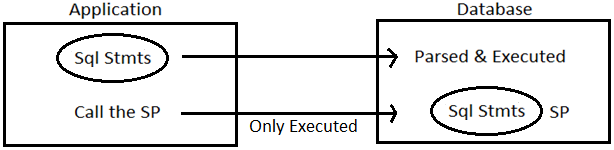 Application
Database
Sql Stmts
Parsed & Executed
Call the SP
Only Executed
Sql Stmts SP